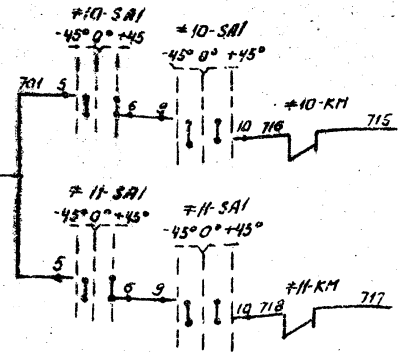 ≠10-SA1
-45° 0° +45
≠10-SA1
-45° 0° +45°
701 5 6 9
10 716
≠10-KM
715
≠11-SA1
-45° 0° +45°
≠11-SA1
-45° 0° +45°
5 6 9
10 718
≠11-KM
717